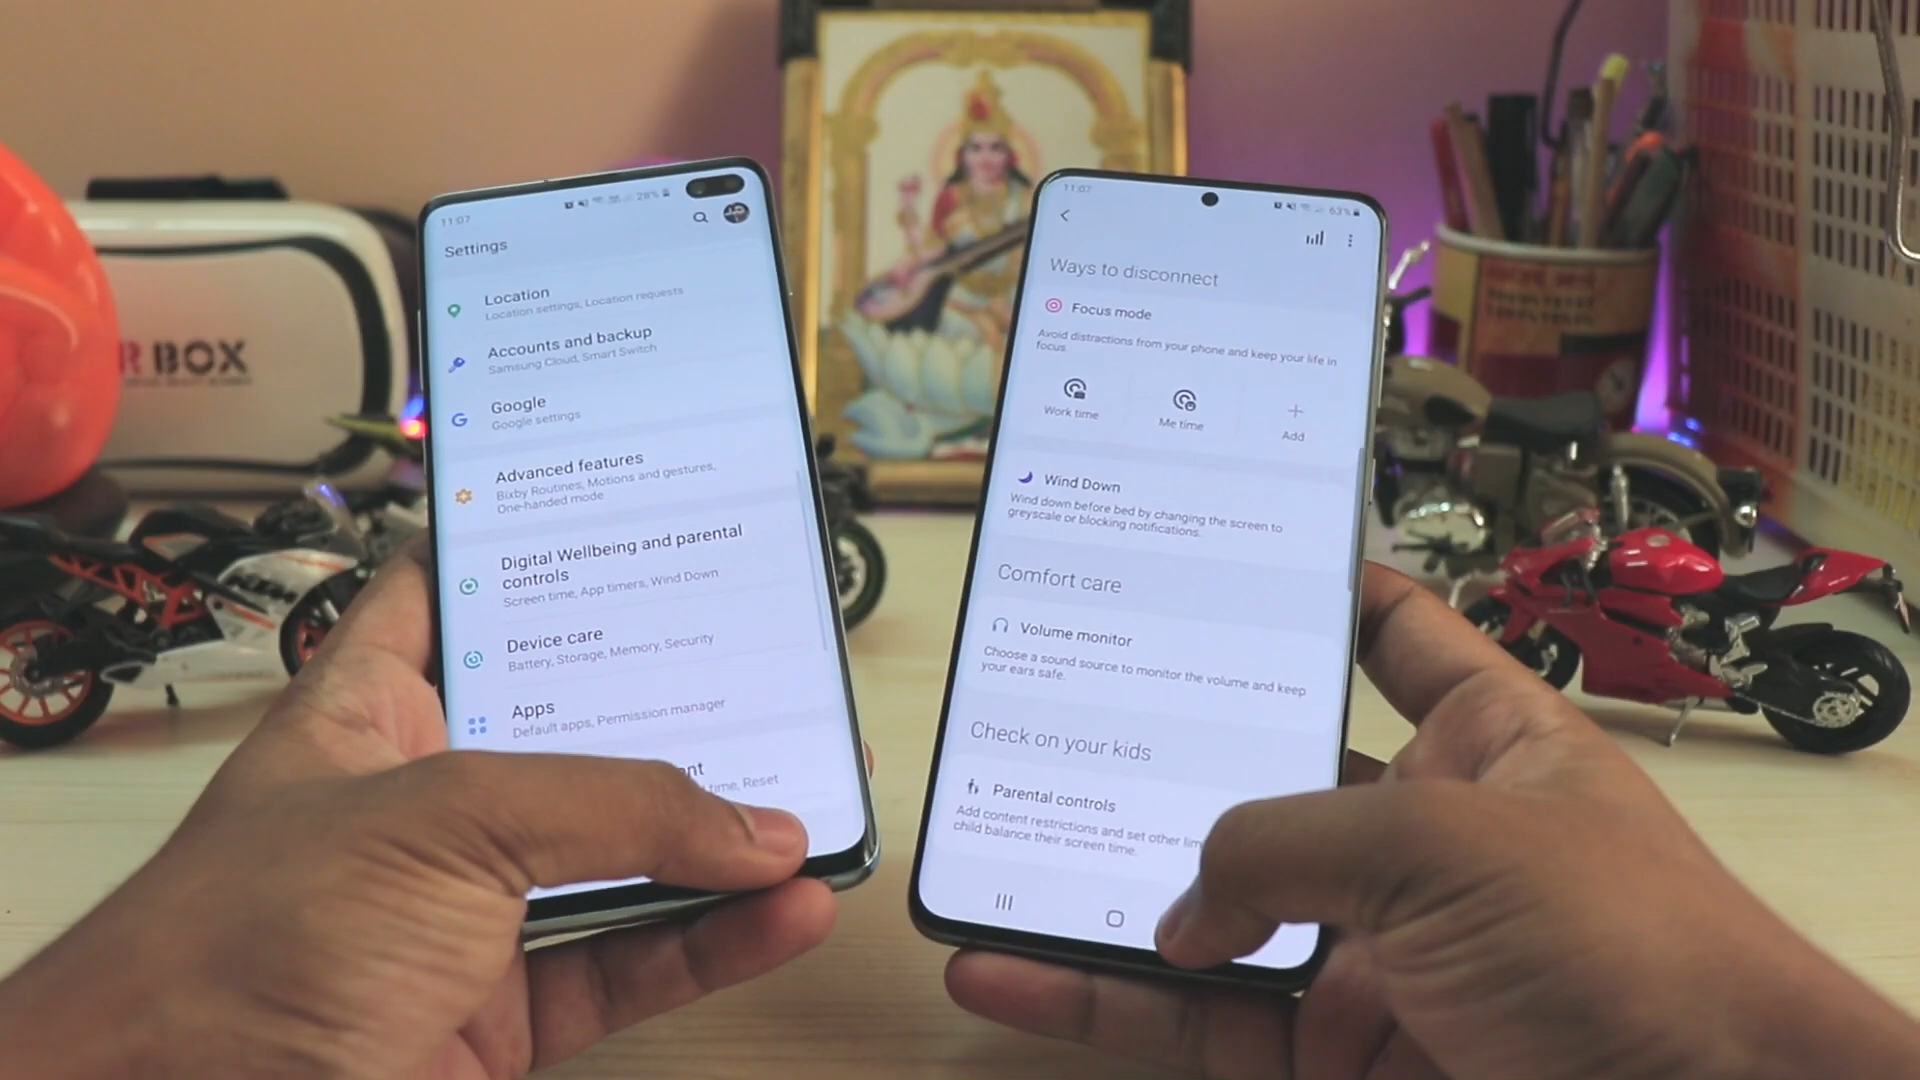 R BOX
11:07
28%
Settings
Location
Location settings, Location requests
Accounts and backup
Samsung Cloud, Smart Switch
Google
Google settings
Advanced features
Bixby Routines, Motions and gestures,
One-handed mode
Digital Wellbeing and parental
controls
Screen time, App timers, Wind Down
Device care
Battery, Storage, Memory, Security
Apps
Default apps, Permission manager
nt
time, Reset
11:07
63%
Ways to disconnect
Focus mode
Avoid distractions from your phone and keep your life in
focus.
Work time
Me time
Add
Wind Down
Wind down before bed by changing the screen to
greyscale or blocking notifications.
Comfort care
Volume monitor
Choose a sound source to monitor the volume and keep
your ears safe.
Check on your kids
Parental controls
Add content restrictions and set other lim
child balance their screen time.